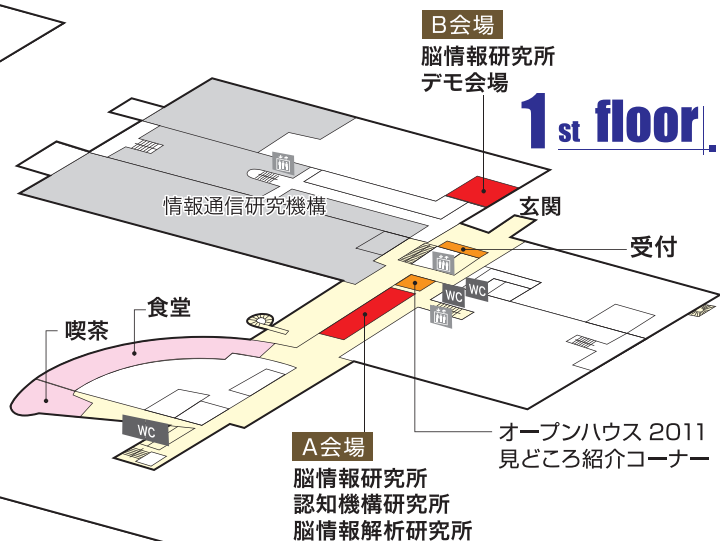 B会場
脳情報研究所
デモ会場
1st floor
情報通信研究機構
玄関
受付
WC
WC
食堂
喫茶
WC
オープンハウス 2011
見どころ紹介コーナー
A会場
脳情報研究所
認知機構研究所
脳情報解析研究所